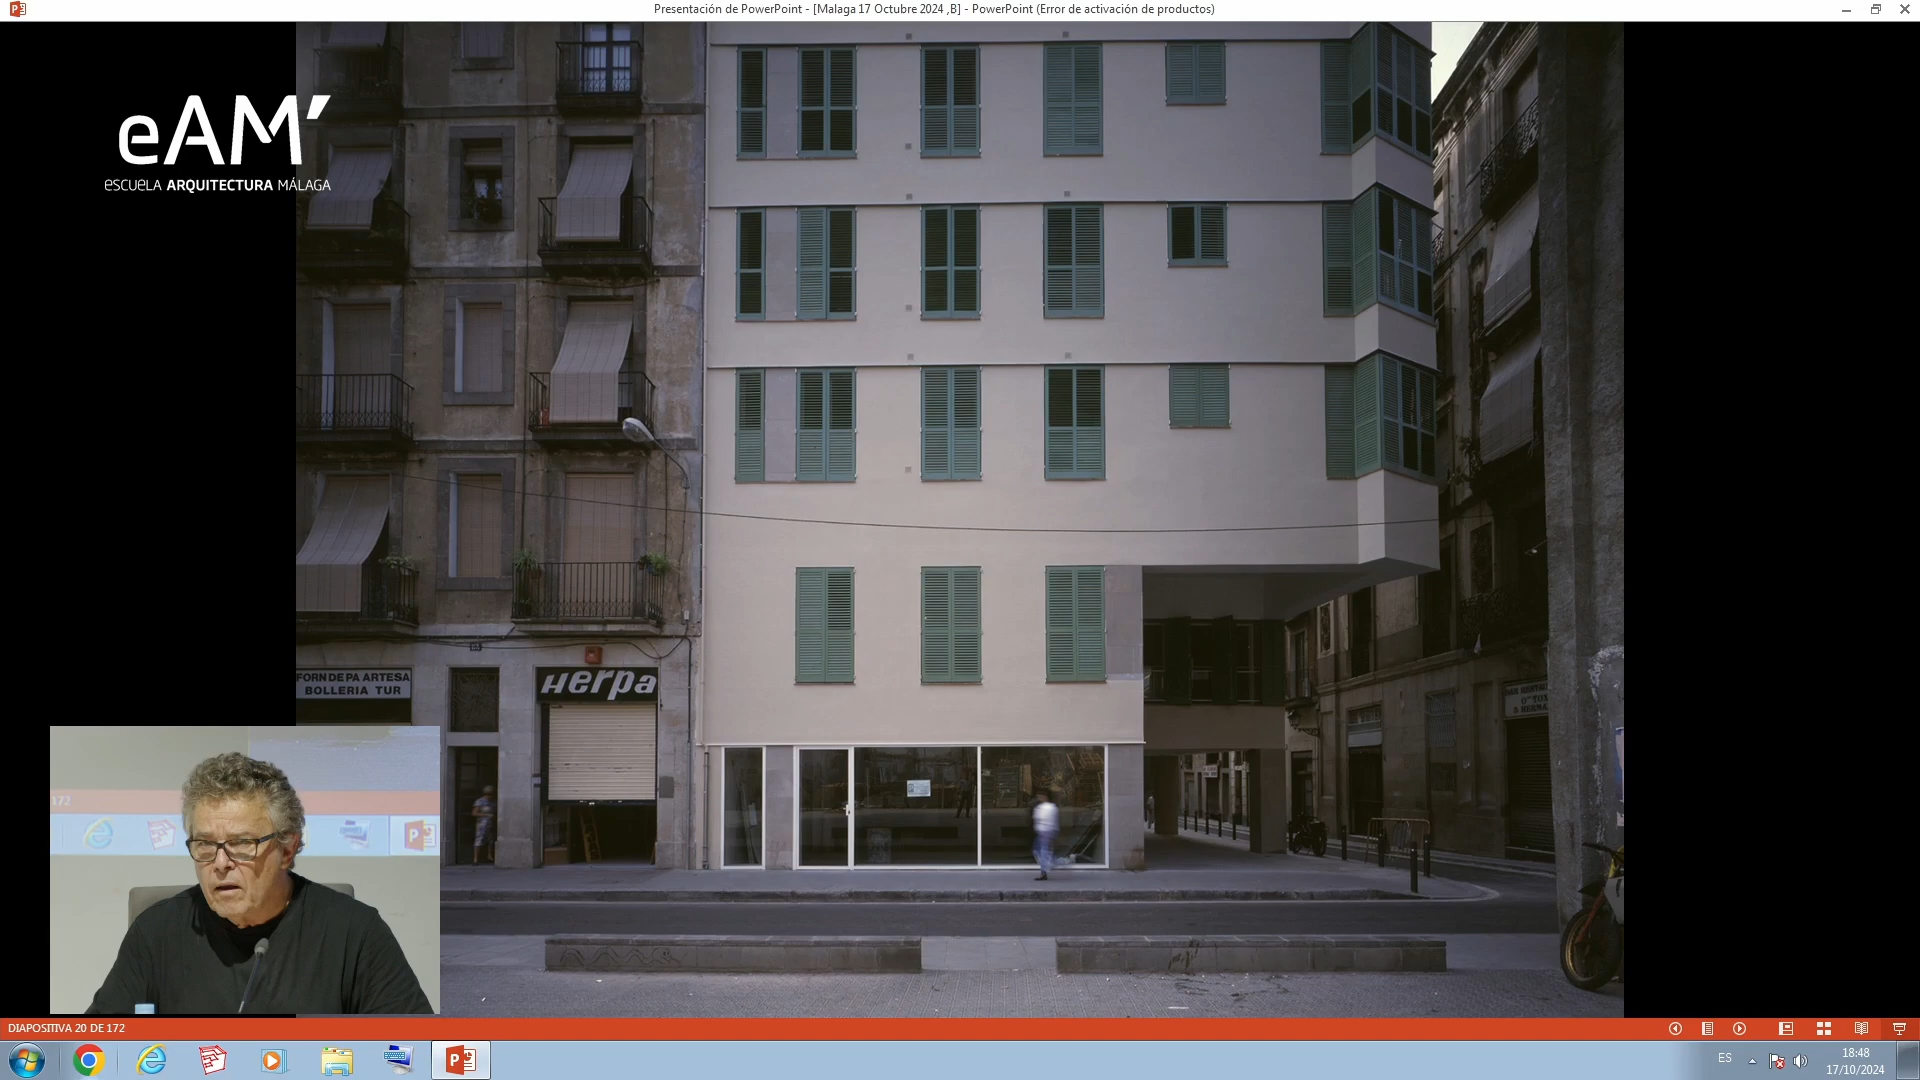 Presentación de PowerPoint - [Malaga 17 Octubre 2024 ,B] - PowerPoint (Error de activación de productos)
eAM'
ESCUELA ARQUITECTURA MÁLAGA
FORN DE PA ARTESA
BOLLERIA TUR
Herpa
172
DIAPOSITIVA 20 DE 172
ES
18:48
17/10/2024